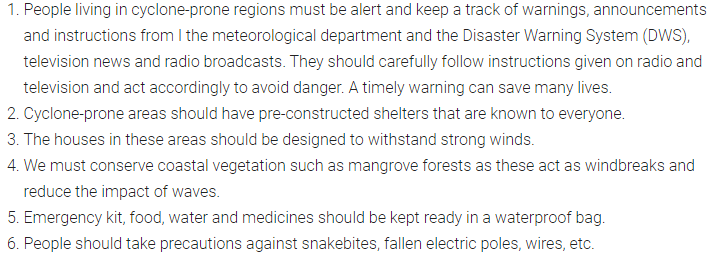 1. People living in cyclone-prone regions must be alert and keep a track of warnings, announcements
and instructions from I the meteorological department and the Disaster Warning System (DWS),
television news and radio broadcasts. They should carefully follow instructions given on radio and
television and act accordingly to avoid danger. A timely warning can save many lives.
2. Cyclone-prone areas should have pre-constructed shelters that are known to everyone.
3. The houses in these areas should be designed to withstand strong winds.
4. We must conserve coastal vegetation such as mangrove forests as these act as windbreaks and
reduce the impact of waves.
5. Emergency kit, food, water and medicines should be kept ready in a waterproof bag.
6. People should take precautions against snakebites, fallen electric poles, wires, etc.